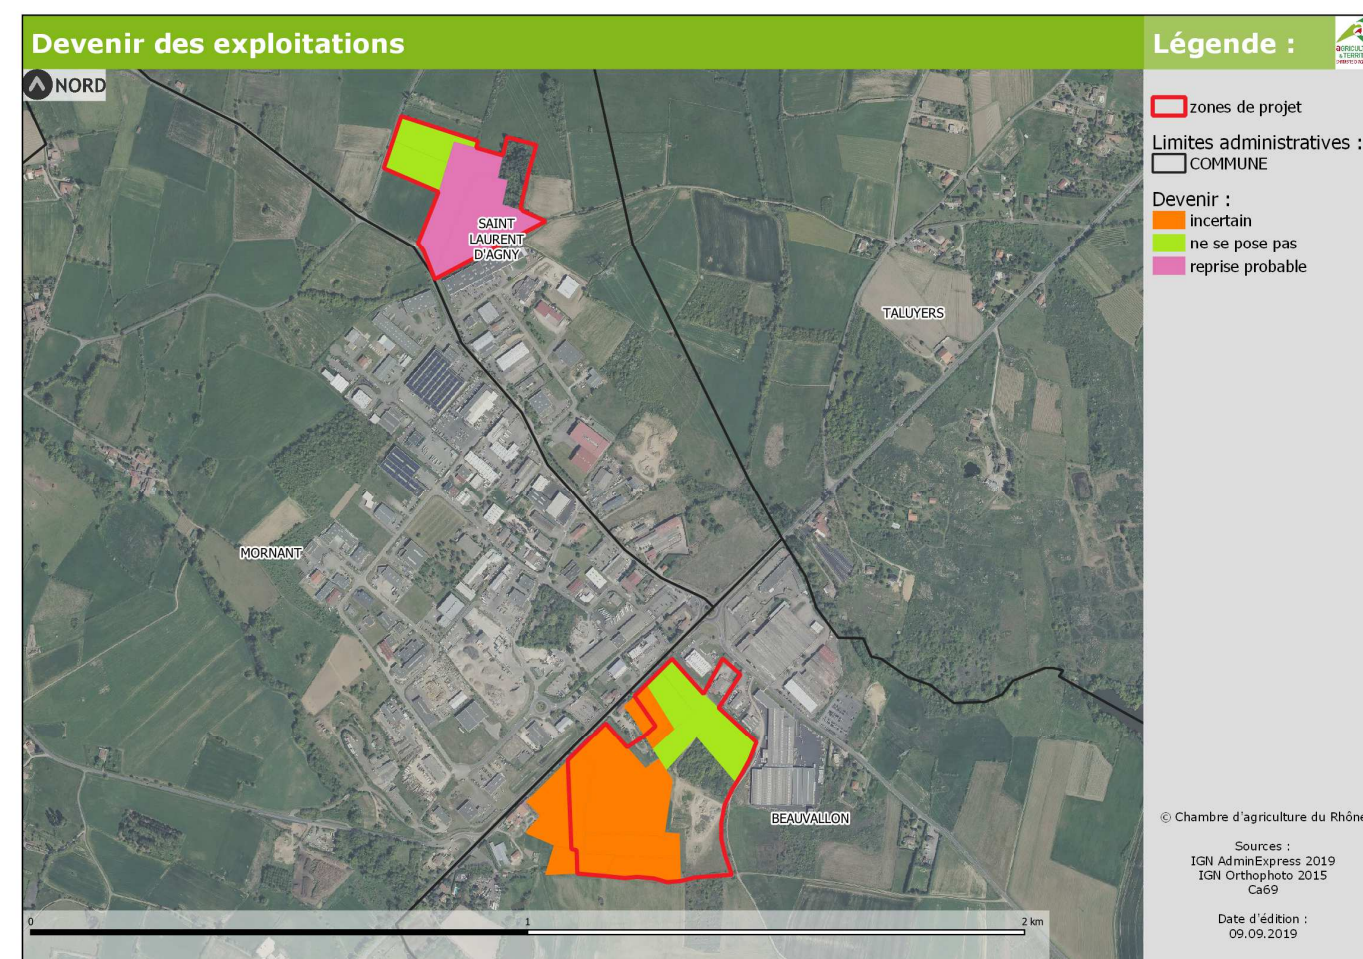 Devenir des exploitations
Légende :
NORD
zones de projet
Limites administratives :
COMMUNE
Devenir :
incertain
ne se pose pas
reprise probable
SAINT
LAURENT
D'AGNY
TALUYERS
MORNANT
BEAUVALLON
© Chambre d'agriculture du Rhône
Sources :
IGN AdminExpress 2019
IGN Orthophoto 2015
Ca69
Date d'édition :
09.09.2019
0
1
2 km